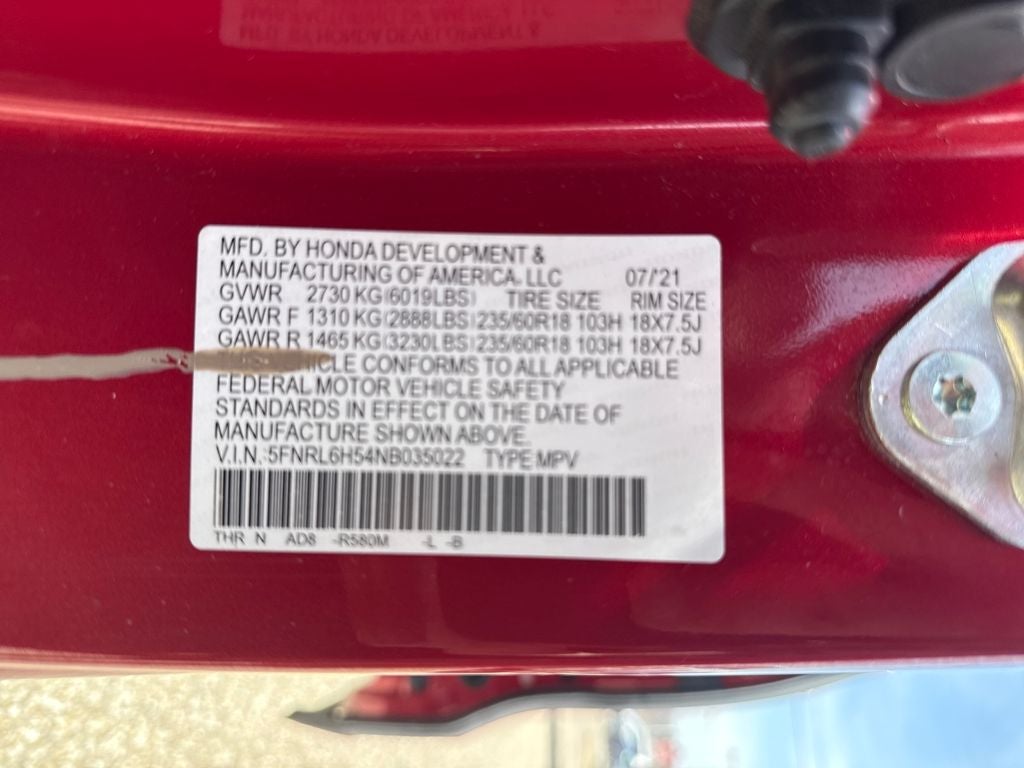 MFD. BY HONDA DEVELOPMENT &
MANUFACTURING OF AMERICA. LLC 07/'21
GVWR 2730 KG(6019LBS) TIRE SIZE RIM SIZE
GAWR F 1310 KG(2888LBS) 235/60R18 103H 18X7.5J
GAWR R 1465 KG(3230LBS) 235/60R18 103H 18X7.5J
CONFORMS TO ALL APPLICABLE
FEDERAL MOTOR VEHICLE SAFETY
STANDARDS IN EFFECT ON THE DATE OF
MANUFACTURE SHOWN ABOVE.
V.I.N.:5FNRL6H54NB035022 TYPE:MPV
THR N AD8 -R580M -L -B